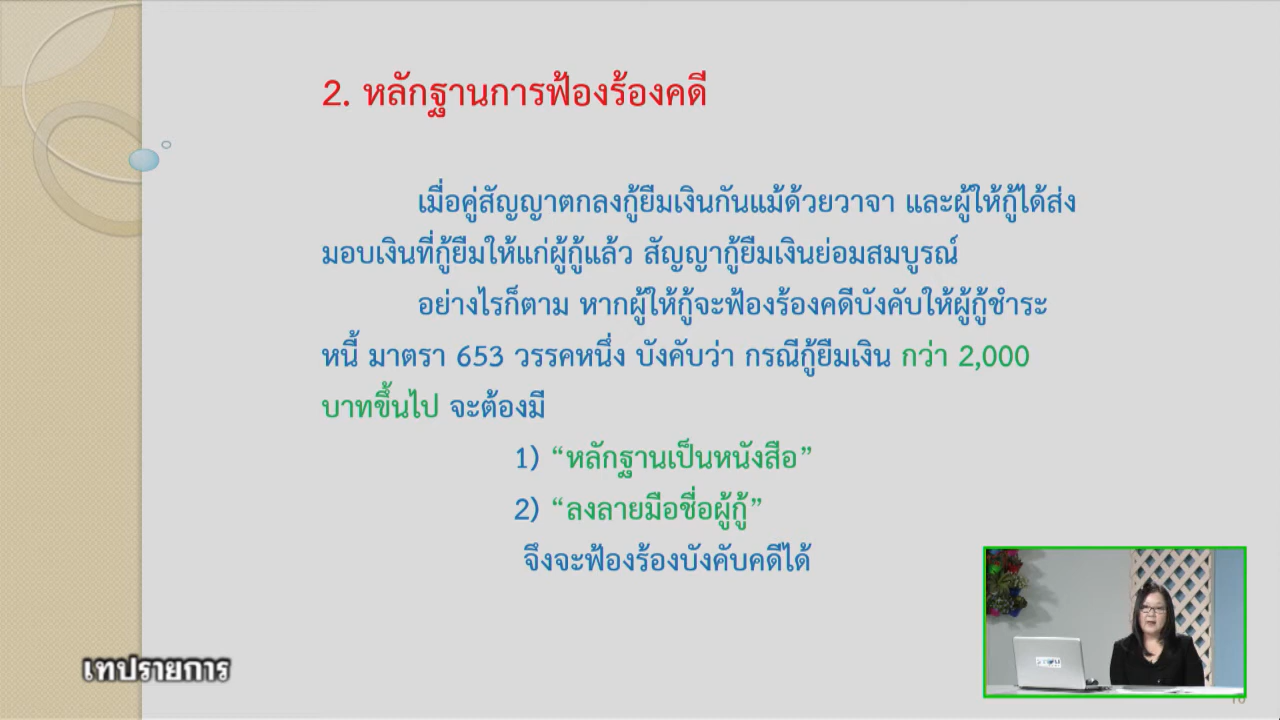 2. หลักฐานการฟ้องร้องคดี
เมื่อคู่สัญญาตกลงกู้ยืมเงินกันแม้ด้วยวาจา และผู้ให้กู้ได้ส่ง
มอบเงินที่กู้ยืมให้แก่ผู้กู้แล้ว สัญญากู้ยืมเงินย่อมสมบูรณ์
อย่างไรก็ตาม หากผู้ให้กู้จะฟ้องร้องคดีบังคับให้ผู้กู้ชำระ
หนี้ มาตรา 653 วรรคหนึ่ง บังคับว่า กรณีกู้ยืมเงิน กว่า 2,000
บาทขึ้นไป จะต้องมี
1) “หลักฐานเป็นหนังสือ”
2) “ลงลายมือชื่อผู้กู้”
จึงจะฟ้องร้องบังคับคดีได้
เทปรายการ